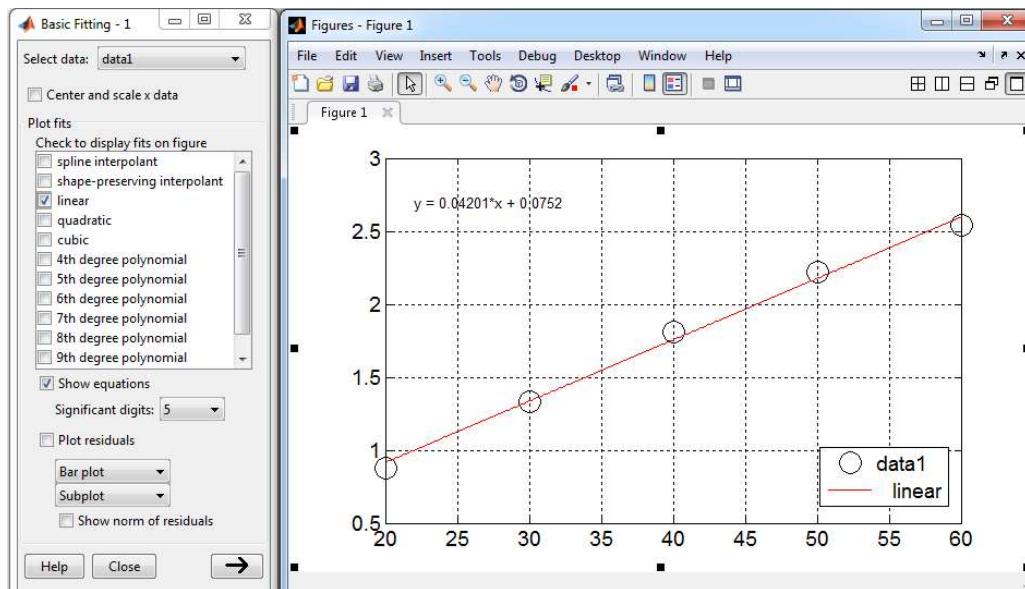 Basic Fitting - 1
Select data: data1
Center and scale x data
Plot fits
Check to display fits on figure
spline interpolant
shape-preserving interpolant
linear
quadratic
cubic
4th degree polynomial
5th degree polynomial
6th degree polynomial
7th degree polynomial
8th degree polynomial
9th degree polynomial
Show equations
Significant digits: 5
Plot residuals
Bar plot
Subplot
Show norm of residuals
Help Close
Figures - Figure 1
File Edit View Insert Tools Debug Desktop Window Help
Figure 1
3
y = 0.04201*x + 0.0752
2.5
2
1.5
1
data1
linear
0.5
20 25 30 35 40 45 50 55 60